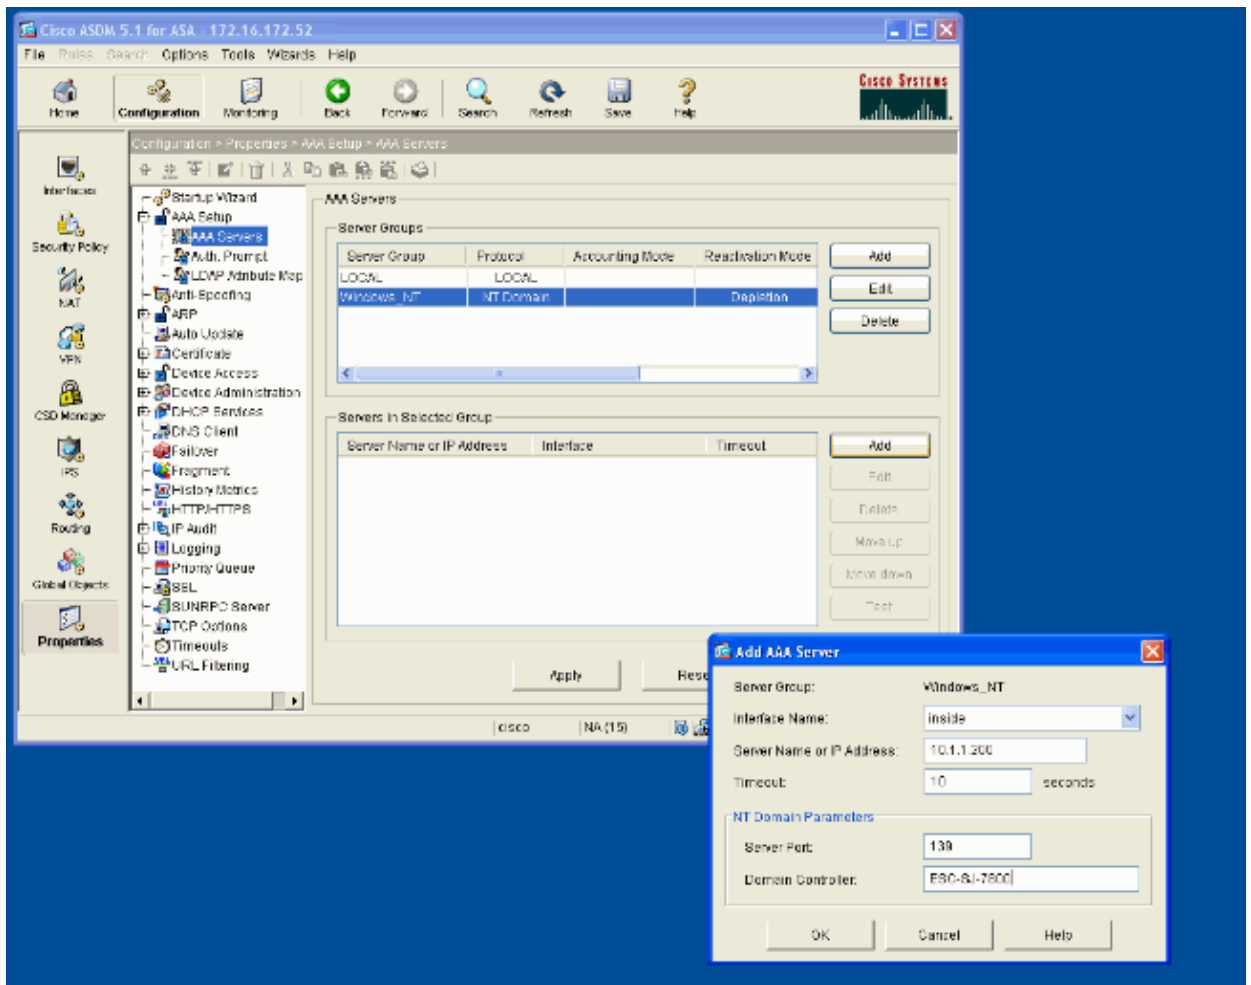 Cisco ASDM 5.1 for ASA - 172.16.172.52
File Rules Search Options Tools Wizards Help
Home Configuration Monitoring Back Forward Search Refresh Save Help
CISCO SYSTEMS
Configuration > Properties > AAA Setup > AAA Servers
Interfaces
Security Policy
NAT
VPN
CSD Manager
IPS
Routing
Global Objects
Properties
Startup Wizard
AAA Setup
AAA Servers
Auth. Prompt
LDAP Attribute Map
Anti-Spoofing
ARP
Auto Update
Certificate
Device Access
Device Administration
DHCP Services
DNS Client
Failover
Fragment
History Metrics
HTTP/HTTPS
IP Audit
Logging
Priority Queue
SSL
SUNRPC Server
TCP Options
Timeouts
URL Filtering
AAA Servers
Server Groups
Server Group Protocol Accounting Mode Reactivation Mode
LOCAL LOCAL
Windows_NT NT Domain Depletion
Add
Edit
Delete
Servers in Selected Group
Server Name or IP Address Interface Timeout
Add
Edit
Delete
Move up
Move down
Test
Apply Rese
cisco NA (15)
Add AAA Server
Server Group: Windows_NT
Interface Name: inside
Server Name or IP Address: 10.1.1.200
Timeout: 10 seconds
NT Domain Parameters
Server Port: 139
Domain Controller: ESC-SJ-7800
OK Cancel Help